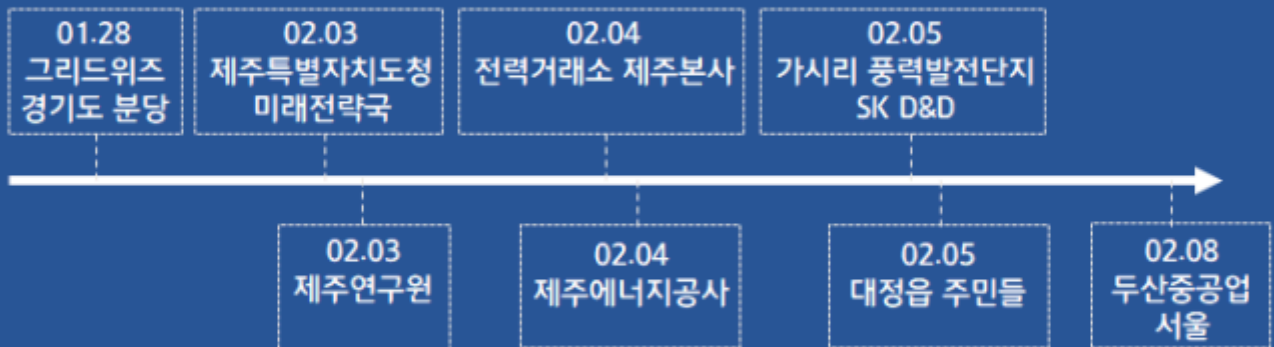 01.28
그리드위즈
경기도 분당
02.03
제주특별자치도청
미래전략국
02.04
전력거래소 제주본사
02.05
가시리 풍력발전단지
SK D&D
02.03
제주연구원
02.04
제주에너지공사
02.05
대정읍 주민들
02.08
두산중공업
서울